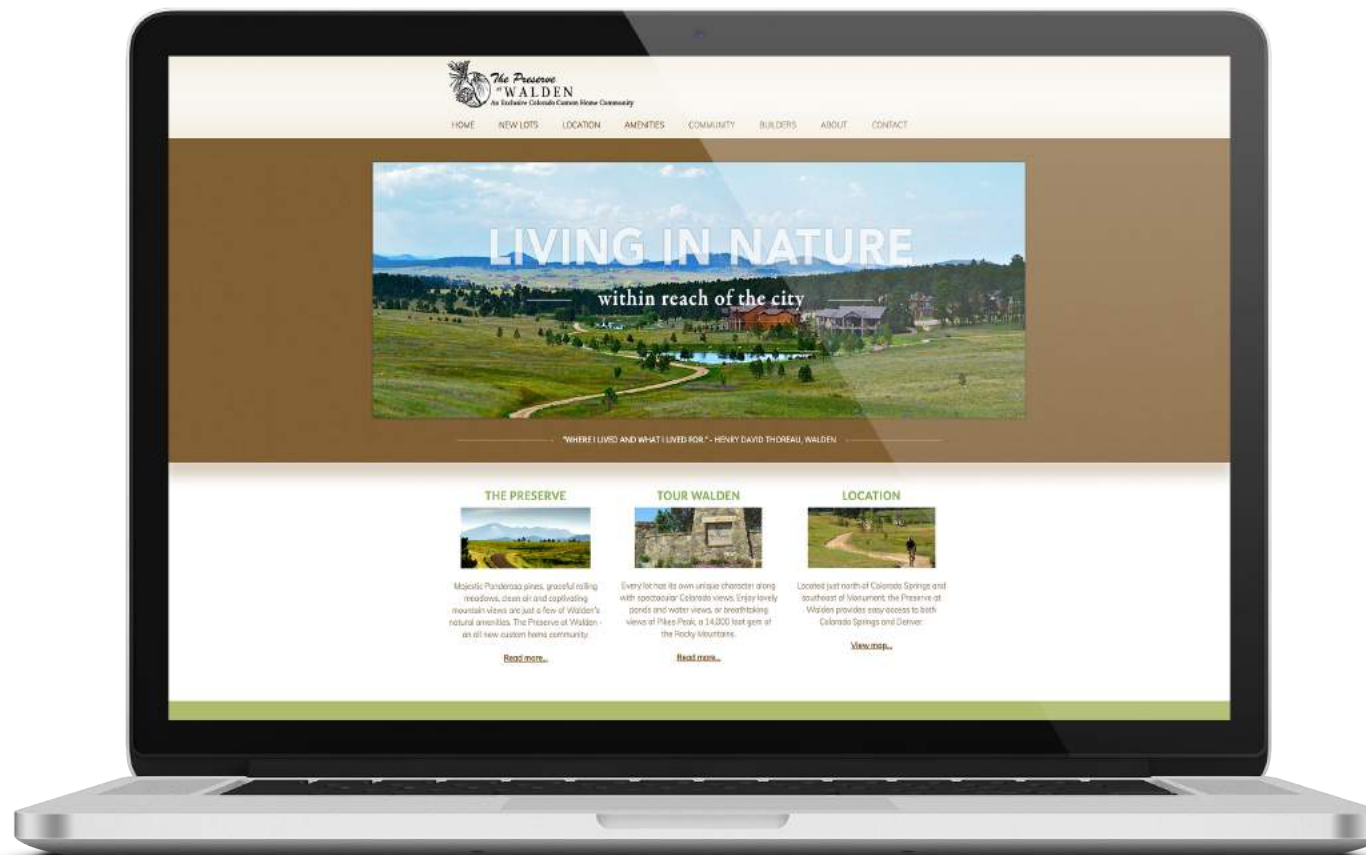 The Preserve
at WALDEN
An Exclusive Colorado Custom Home Community
HOME NEW LOTS LOCATION AMENITIES COMMUNITY BUILDERS ABOUT CONTACT
LIVING IN NATURE
within reach of the city
"WHERE I LIVED AND WHAT I LIVED FOR." - HENRY DAVID THOREAU, WALDEN
THE PRESERVE
Majestic Ponderosa pines, graceful rolling
meadows, clean air and captivating
mountain views are just a few of Walden's
natural amenities. The Preserve at Walden -
an all new custom home community.
Read more...
TOUR WALDEN
Every lot has its own unique character along
with spectacular Colorado views. Enjoy lovely
ponds and water views, or breathtaking
views of Pikes Peak, a 14,000 foot gem of
the Rocky Mountains.
Read more...
LOCATION
Located just north of Colorado Springs and
southeast of Monument, the Preserve at
Walden provides easy access to both
Colorado Springs and Denver.
View map...